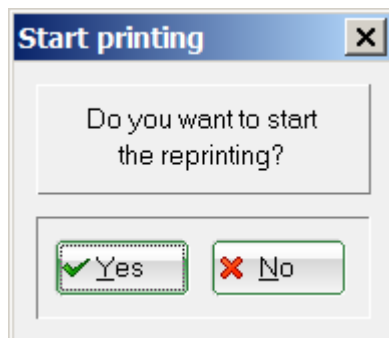 Start printing
Do you want to start
the reprinting?
Yes
No